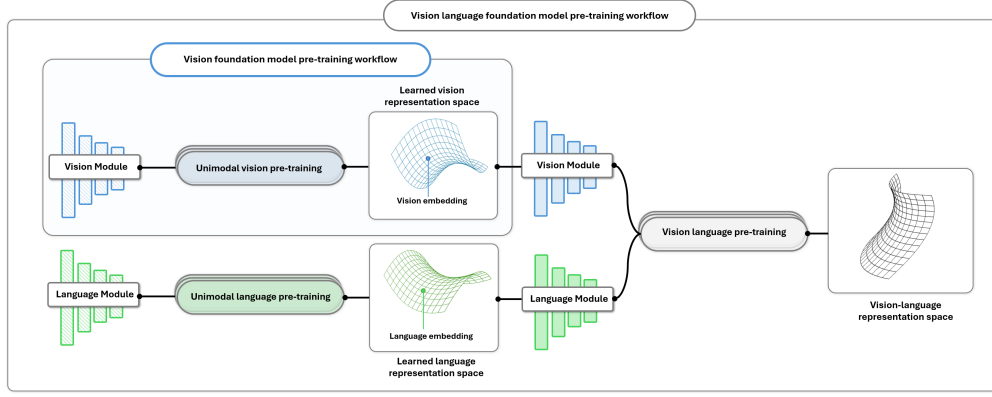 Vision language foundation model pre-training workflow
Vision foundation model pre-training workflow
Learned vision
representation space
Vision Module
Unimodal vision pre-training
Vision embedding
Vision Module
Vision language pre-training
Language Module
Unimodal language pre-training
Language embedding
Learned language
representation space
Language Module
Vision-language
representation space